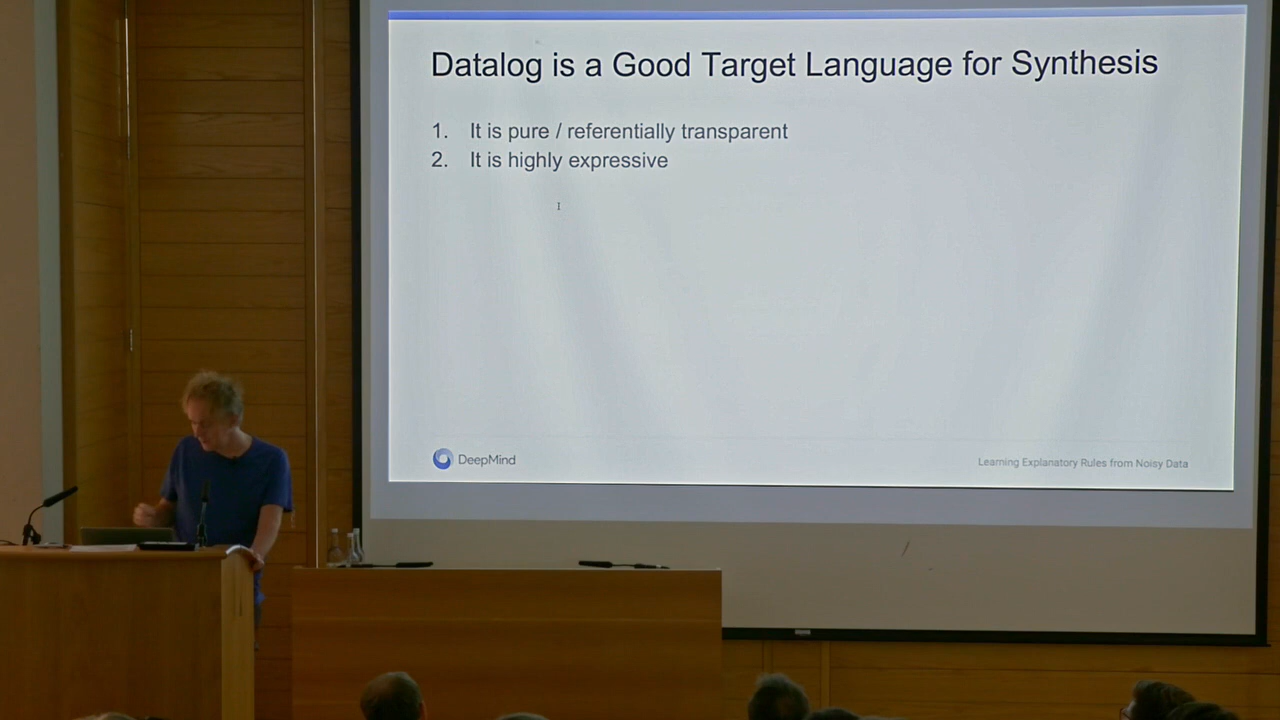 Datalog is a Good Target Language for Synthesis
1. It is pure / referentially transparent
2. It is highly expressive
DeepMind
Learning Explanatory Rules from Noisy Data